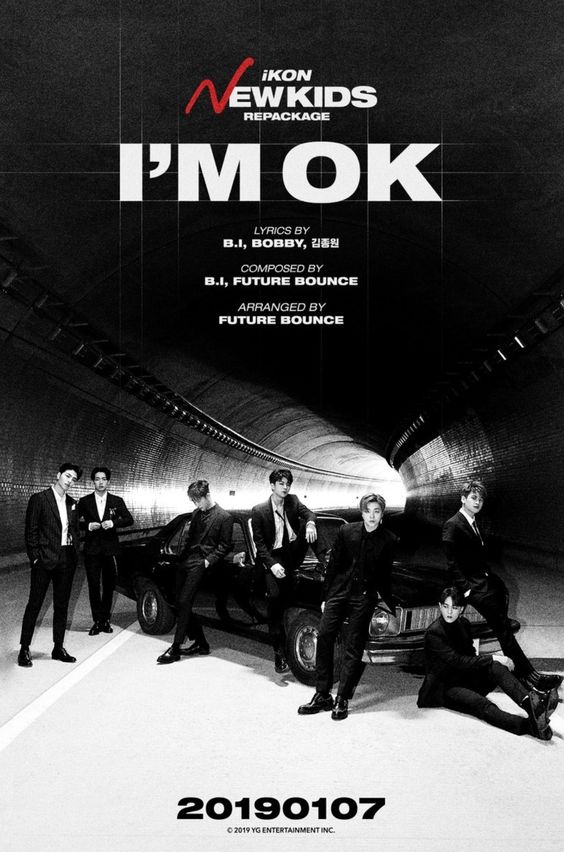 iKON
NEWKIDS
REPACKAGE
I'M OK
LYRICS BY
B.I, BOBBY, 김종원
COMPOSED BY
B.I, FUTURE BOUNCE
ARRANGED BY
FUTURE BOUNCE
20190107
© 2019 YG ENTERTAINMENT INC.